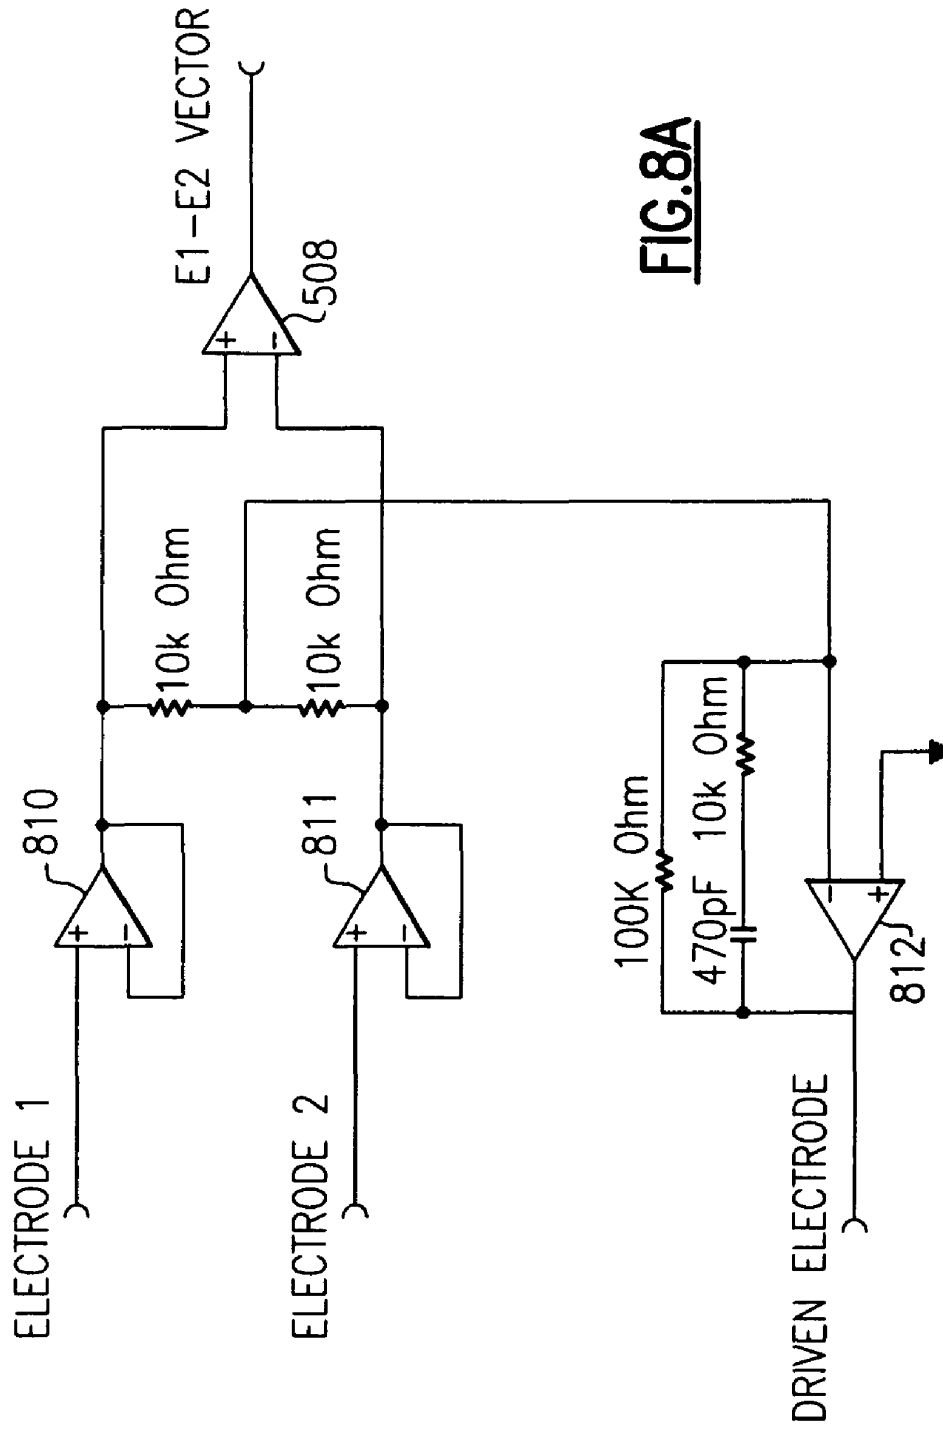 ELECTRODE 1
810
E1-E2 VECTOR
+
-
10k Ohm
+
-
508
ELECTRODE 2
811
+
-
10k Ohm
100K Ohm
470pF 10k Ohm
DRIVEN ELECTRODE
-
+
812
FIG.8A